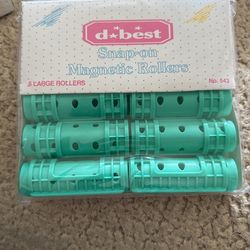 d★best
Snap-on
Magnetic Rollers
6 LARGE ROLLERS
No. 543